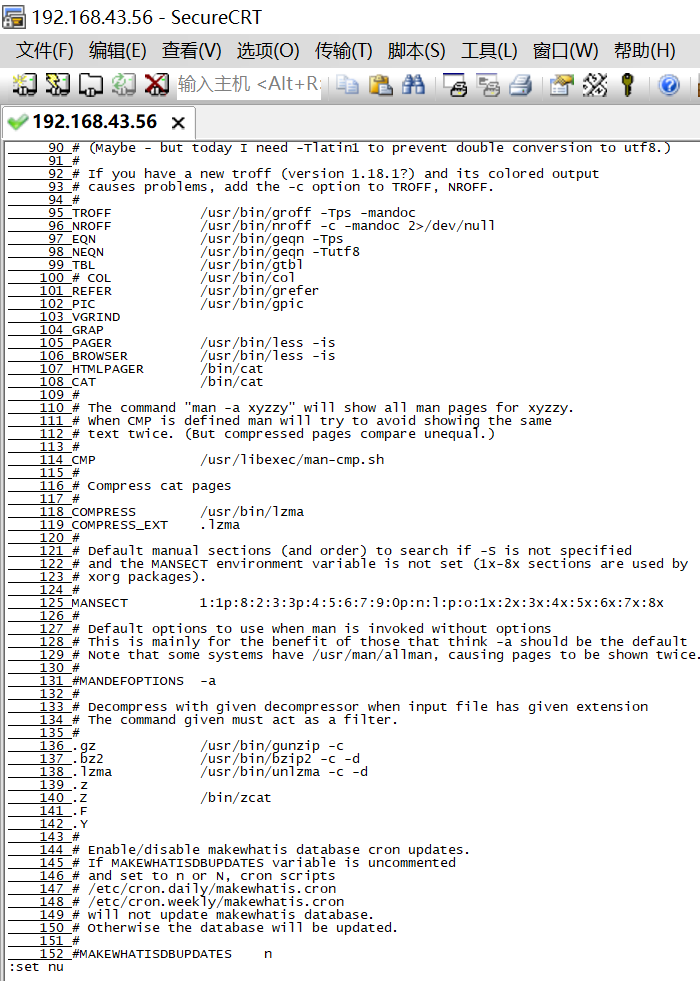 192.168.43.56 - SecureCRT
文件(F) 编辑(E) 查看(V) 选项(O) 传输(T) 脚本(S) 工具(L) 窗口(W) 帮助(H)
输入主机 <Alt+R>
192.168.43.56
90 # (Maybe - but today I need -Tlatin1 to prevent double conversion to utf8.)
91 #
92 # If you have a new troff (version 1.18.1?) and its colored output
93 # causes problems, add the -c option to TROFF, NROFF.
94 #
95 TROFF /usr/bin/groff -Tps -mandoc
96 NROFF /usr/bin/nroff -c -mandoc 2>/dev/null
97 EQN /usr/bin/geqn -Tps
98 NEQN /usr/bin/geqn -Tutf8
99 TBL /usr/bin/gtbl
100 # COL /usr/bin/col
101 REFER /usr/bin/grefer
102 PIC /usr/bin/gpic
103 VGRIND
104 GRAP
105 PAGER /usr/bin/less -is
106 BROWSER /usr/bin/less -is
107 HTMLPAGER /bin/cat
108 CAT /bin/cat
109 #
110 # The command "man -a xyzzy" will show all man pages for xyzzy.
111 # When CMP is defined man will try to avoid showing the same
112 # text twice. (But compressed pages compare unequal.)
113 #
114 CMP /usr/libexec/man-cmp.sh
115 #
116 # Compress cat pages
117 #
118 COMPRESS /usr/bin/lzma
119 COMPRESS_EXT .lzma
120 #
121 # Default manual sections (and order) to search if -S is not specified
122 # and the MANSECT environment variable is not set (1x-8x sections are used by
123 # xorg packages).
124 #
125 MANSECT 1:1p:8:2:3:3p:4:5:6:7:9:0p:n:l:p:o:1x:2x:3x:4x:5x:6x:7x:8x
126 #
127 # Default options to use when man is invoked without options
128 # This is mainly for the benefit of those that think -a should be the default
129 # Note that some systems have /usr/man/allman, causing pages to be shown twice.
130 #
131 #MANDEFOPTIONS -a
132 #
133 # Decompress with given decompressor when input file has given extension
134 # The command given must act as a filter.
135 #
136 .gz /usr/bin/gunzip -c
137 .bz2 /usr/bin/bzip2 -c -d
138 .lzma /usr/bin/unlzma -c -d
139 .z
140 .Z /bin/zcat
141 .F
142 .Y
143 #
144 # Enable/disable makewhatis database cron updates.
145 # If MAKEWHATISDBUPDATES variable is uncommented
146 # and set to n or N, cron scripts
147 # /etc/cron.daily/makewhatis.cron
148 # /etc/cron.weekly/makewhatis.cron
149 # will not update makewhatis database.
150 # Otherwise the database will be updated.
151 #
152 #MAKEWHATISDBUPDATES n
:set nu